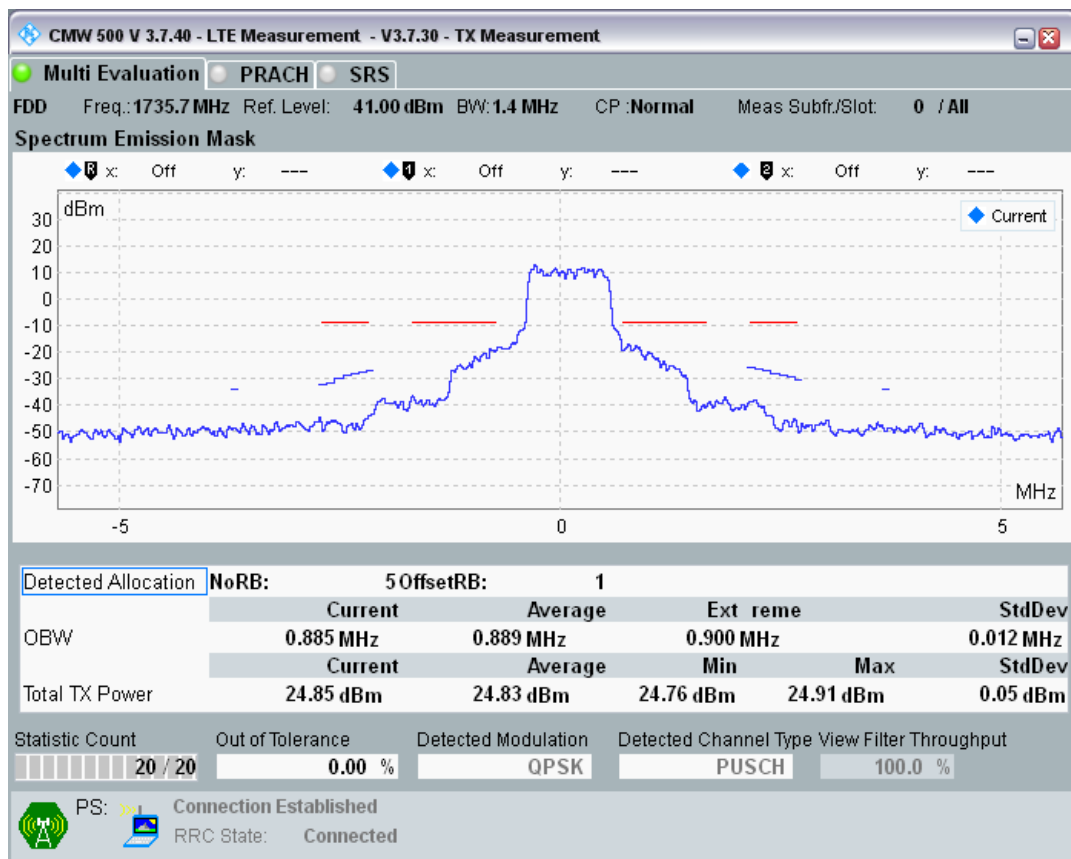 CMW 500 V 3.7.40 - LTE Measurement - V3.7.30 - TX Measurement
Multi Evaluation PRACH SRS
FDD Freq.: 1735.7 MHz Ref. Level: 41.00 dBm BW: 1.4 MHz CP :Normal Meas Subfr./Slot: 0 / All
Spectrum Emission Mask
R x: Off y: --- 1 x: Off y: --- 2 x: Off y: ---
dBm
Current
30
20
10
0
-10
-20
-30
-40
-50
-60
-70
MHz
-5 0 5
Detected Allocation NoRB: 5 OffsetRB: 1
Current Average Ext reme StdDev
OBW 0.885 MHz 0.889 MHz 0.900 MHz 0.012 MHz
Current Average Min Max StdDev
Total TX Power 24.85 dBm 24.83 dBm 24.76 dBm 24.91 dBm 0.05 dBm
Statistic Count Out of Tolerance Detected Modulation Detected Channel Type View Filter Throughput
20 / 20 0.00 % QPSK PUSCH 100.0 %
PS: Connection Established
RRC State: Connected